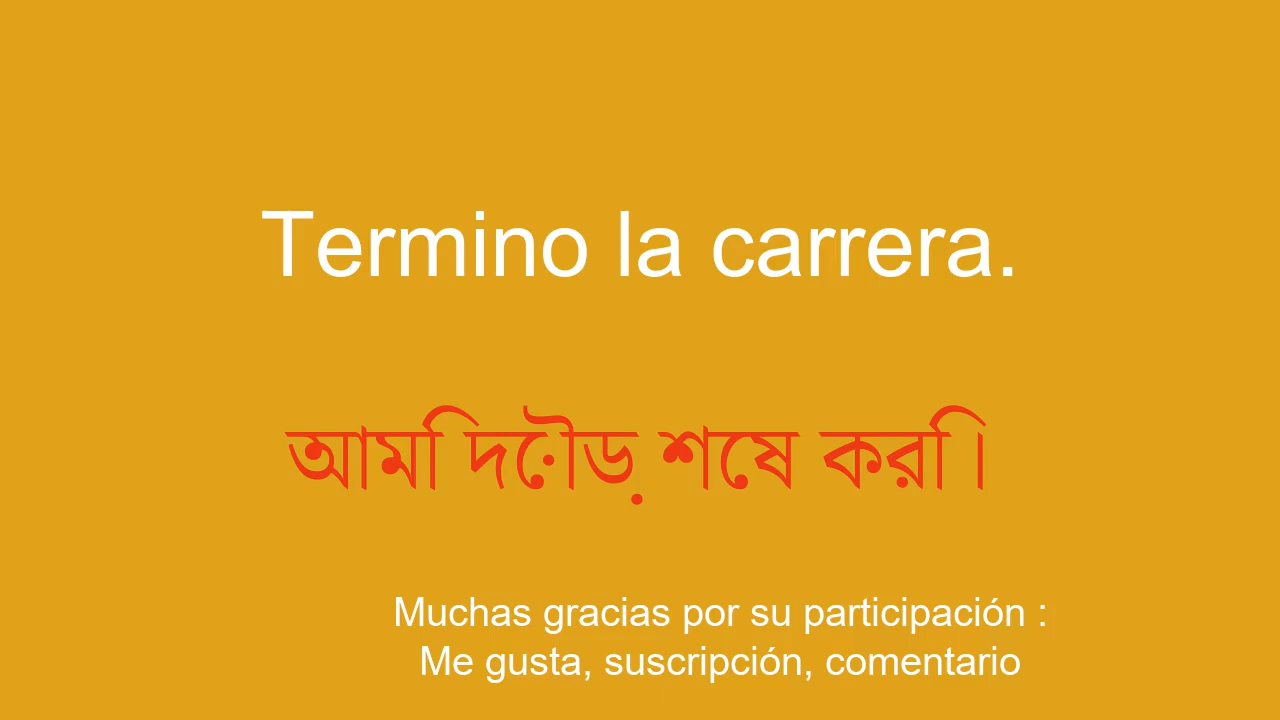 Termino la carrera.
আমি দৌড় শেষ করি।
Muchas gracias por su participación :
Me gusta, suscripción, comentario